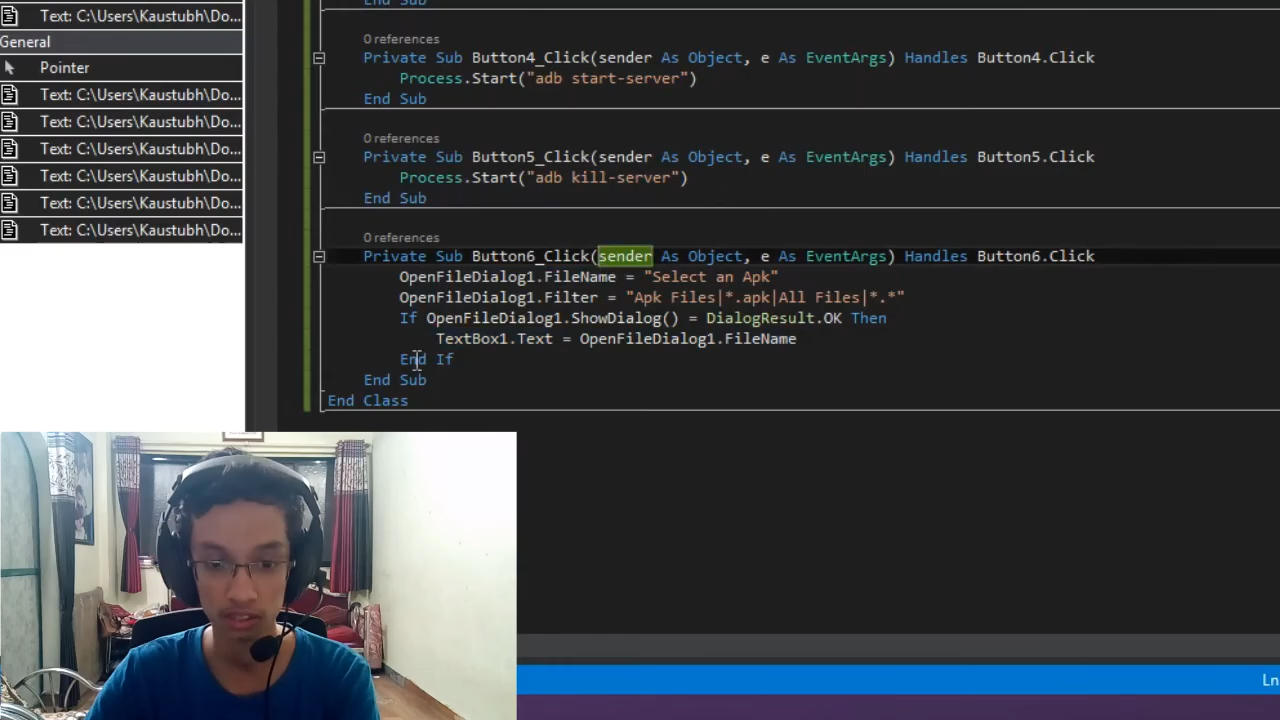 Text: C:\Users\Kaustubh\Do...
General
Pointer
Text: C:\Users\Kaustubh\Do...
Text: C:\Users\Kaustubh\Do...
Text: C:\Users\Kaustubh\Do...
Text: C:\Users\Kaustubh\Do...
Text: C:\Users\Kaustubh\Do...
Text: C:\Users\Kaustubh\Do...
End Sub
0 references
Private Sub Button4_Click(sender As Object, e As EventArgs) Handles Button4.Click
Process.Start("adb start-server")
End Sub
0 references
Private Sub Button5_Click(sender As Object, e As EventArgs) Handles Button5.Click
Process.Start("adb kill-server")
End Sub
0 references
Private Sub Button6_Click(sender As Object, e As EventArgs) Handles Button6.Click
OpenFileDialog1.FileName = "Select an Apk"
OpenFileDialog1.Filter = "Apk Files|*.apk|All Files|*.*"
If OpenFileDialog1.ShowDialog() = DialogResult.OK Then
TextBox1.Text = OpenFileDialog1.FileName
End If
End Sub
End Class
Ln